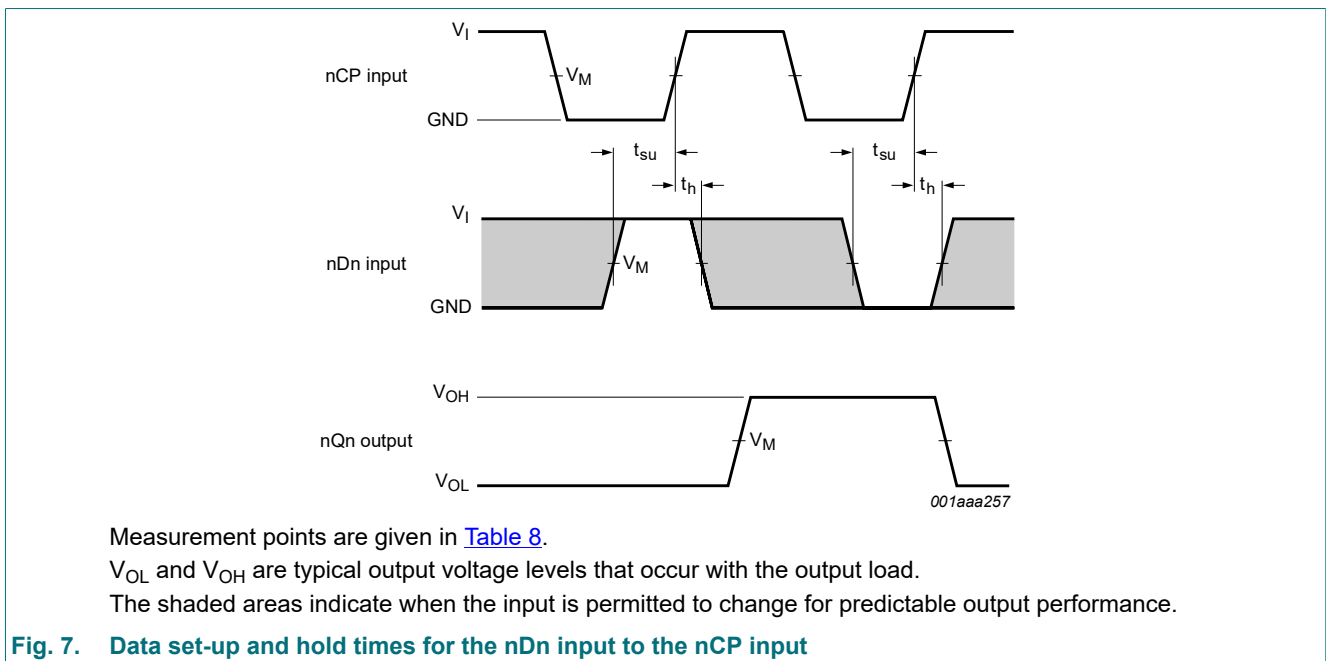 VI
nCP input
VM
GND
tsu
tsu
th
th
VI
nDn input
VM
GND
VOH
nQn output
VM
VOL
001aaa257
Measurement points are given in Table 8.
VOL and VOH are typical output voltage levels that occur with the output load.
The shaded areas indicate when the input is permitted to change for predictable output performance.
Fig. 7. Data set-up and hold times for the nDn input to the nCP input